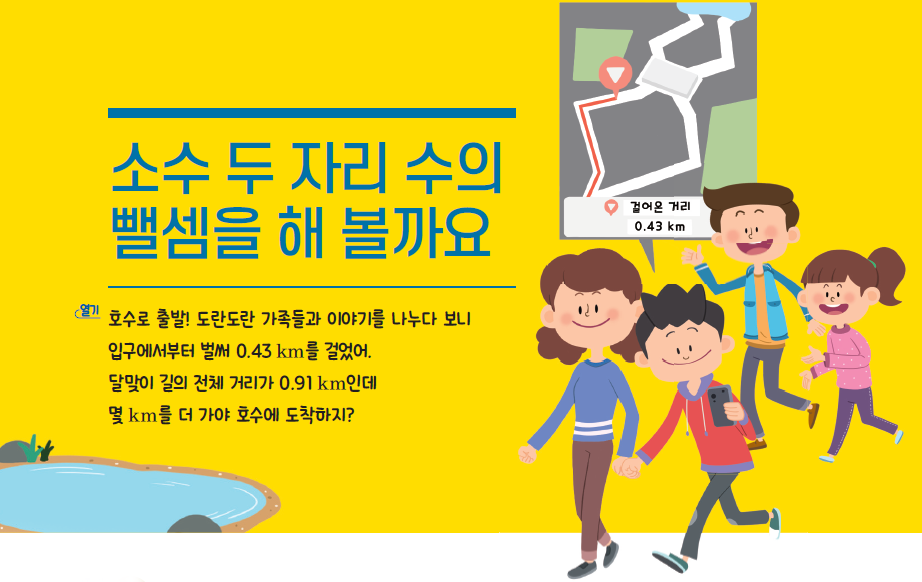 소수 두 자리 수의
뺄셈을 해 볼까요
열기
호수로 출발! 도란도란 가족들과 이야기를 나누다 보니
입구에서부터 벌써 0.43 km를 걸었어.
달맞이 길의 전체 거리가 0.91 km인데
몇 km를 더 가야 호수에 도착하지?
걸어온 거리
0.43 km